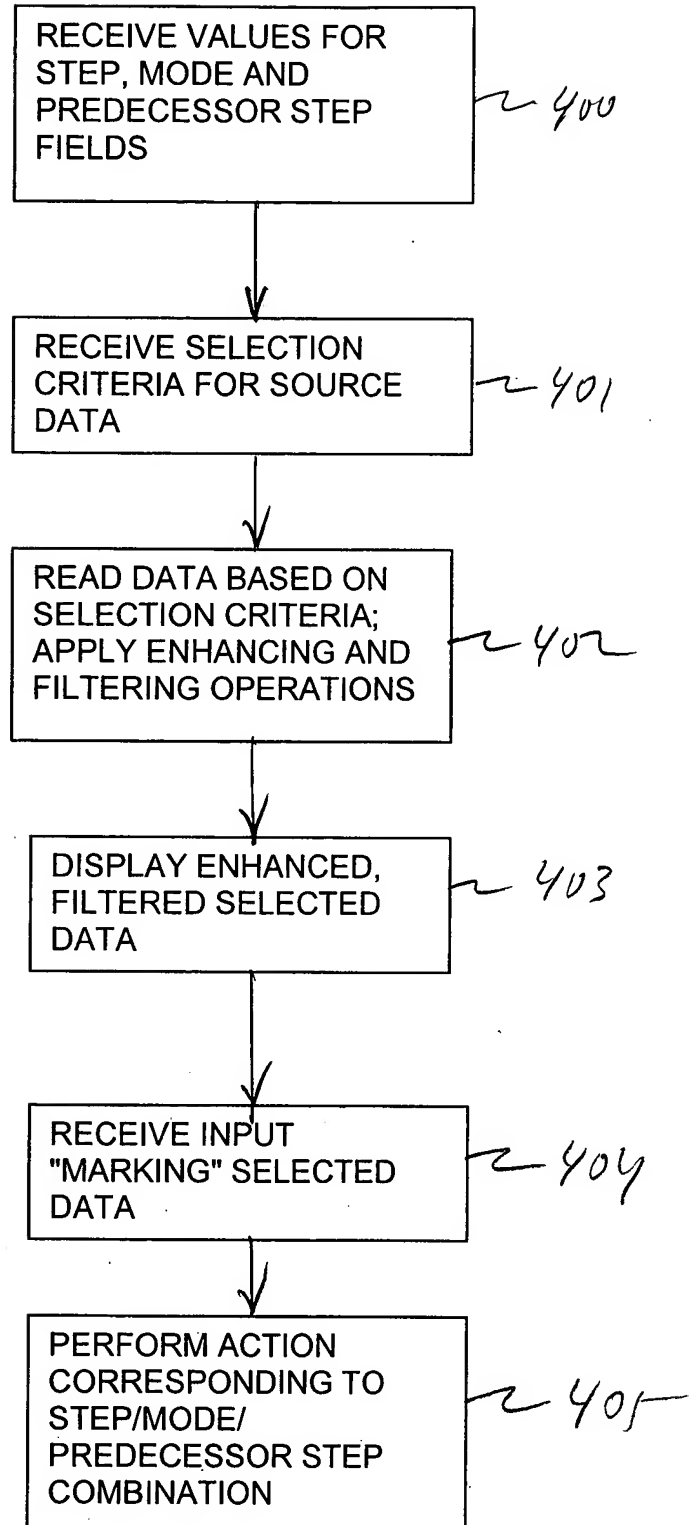 RECEIVE VALUES FOR
STEP, MODE AND
PREDECESSOR STEP
FIELDS
400
RECEIVE SELECTION
CRITERIA FOR SOURCE
DATA
401
READ DATA BASED ON
SELECTION CRITERIA;
APPLY ENHANCING AND
FILTERING OPERATIONS
402
DISPLAY ENHANCED,
FILTERED SELECTED
DATA
403
RECEIVE INPUT
"MARKING" SELECTED
DATA
404
PERFORM ACTION
CORRESPONDING TO
STEP/MODE/
PREDECESSOR STEP
COMBINATION
405